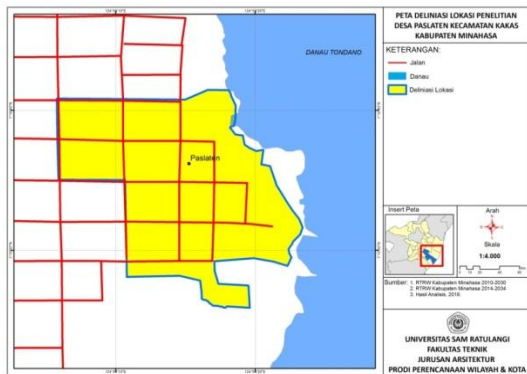 DANAU TONDANO
Paslaten
PETA DELINIASI LOKASI PENELITIAN
DESA PASLATEN KECAMATAN KAKAS
KABUPATEN MINAHASA
KETERANGAN:
Jalan
Danau
Deliniasi Lokasi
Insert Peta
Arah
Skala
1:4.000
Sumber: 1. RTRW Kabupaten Minahasa 2010-2030
2. RTRW Kabupaten Minahasa 2014-2034
3. Hasil Analisis, 2016.
UNIVERSITAS SAM RATULANGI
FAKULTAS TEKNIK
JURUSAN ARSITEKTUR
PRODI PERENCANAAN WILAYAH & KOTA